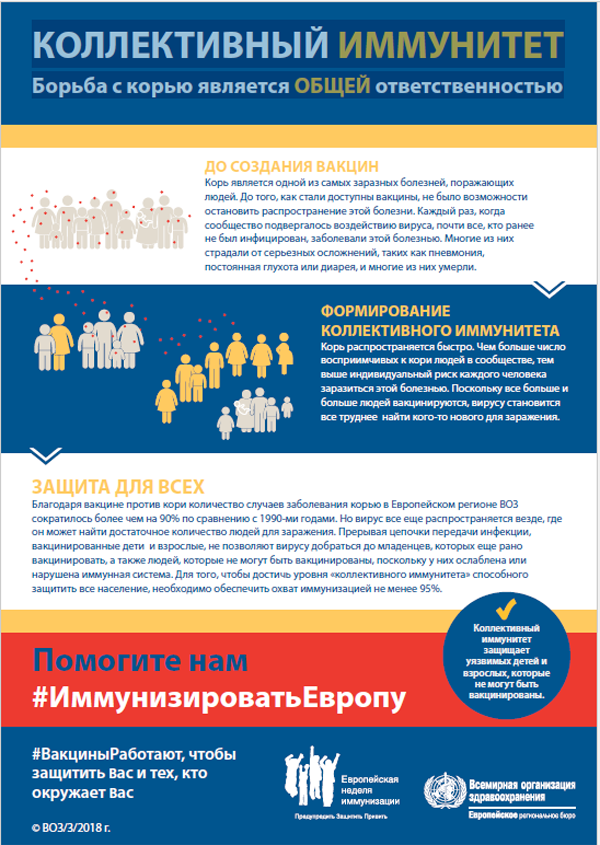 КОЛЛЕКТИВНЫЙ ИММУНИТЕТ
Борьба с корью является ОБЩЕЙ ответственностью
ДО СОЗДАНИЯ ВАКЦИН
Корь является одной из самых заразных болезней, поражающих
людей. До того, как стали доступны вакцины, не было возможности
остановить распространение этой болезни. Каждый раз, когда
сообщество подвергалось воздействию вируса, почти все, кто ранее
не был инфицирован, заболевали этой болезнью. Многие из них
страдали от серьезных осложнений, таких как пневмония,
постоянная глухота или диарея, и многие из них умерли.
ФОРМИРОВАНИЕ
КОЛЛЕКТИВНОГО ИММУНИТЕТА
Корь распространяется быстро. Чем больше число
восприимчивых к кори людей в сообществе, тем
выше индивидуальный риск каждого человека
заразиться этой болезнью. Поскольку все больше и
больше людей вакцинируются, вирусу становится
все труднее найти кого-то нового для заражения.
ЗАЩИТА ДЛЯ ВСЕХ
Благодаря вакцине против кори количество случаев заболевания корью в Европейском регионе ВОЗ
сократилось более чем на 90% по сравнению с 1990-ми годами. Но вирус все еще распространяется везде, где
он может найти достаточное количество людей для заражения. Прерывая цепочки передачи инфекции,
вакцинированные дети и взрослые, не позволяют вирусу добраться до младенцев, которых еще рано
вакцинировать, а также людей, которые не могут быть вакцинированы, поскольку у них ослаблена или
нарушена иммунная система. Для того, чтобы достичь уровня «коллективного иммунитета» способного
защитить все население, необходимо обеспечить охват иммунизацией не менее 95%.
Коллективный
иммунитет
защищает
уязвимых детей и
взрослых, которые
не могут быть
вакцинированы.
Помогите нам
#ИммунизироватьЕвропу
#ВакциныРаботают, чтобы
защитить вас и тех, кто
окружает вас
Европейская
неделя
иммунизации
Предупредить Защитить Привить
Всемирная организация
здравоохранения
Европейское региональное бюро
© ВОЗ/3/2018 г.